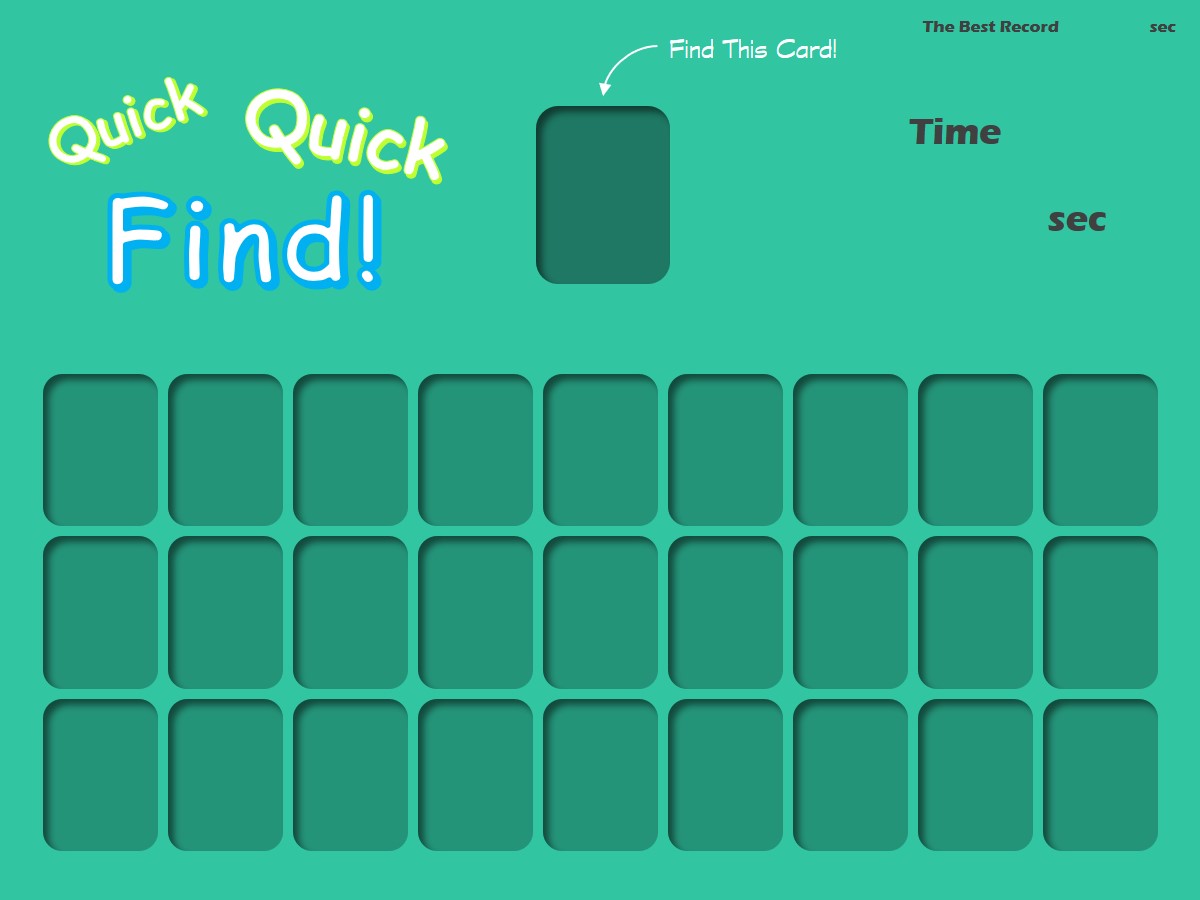 The Best Record sec
Find This Card!
Quick Quick
Find!
Time
sec